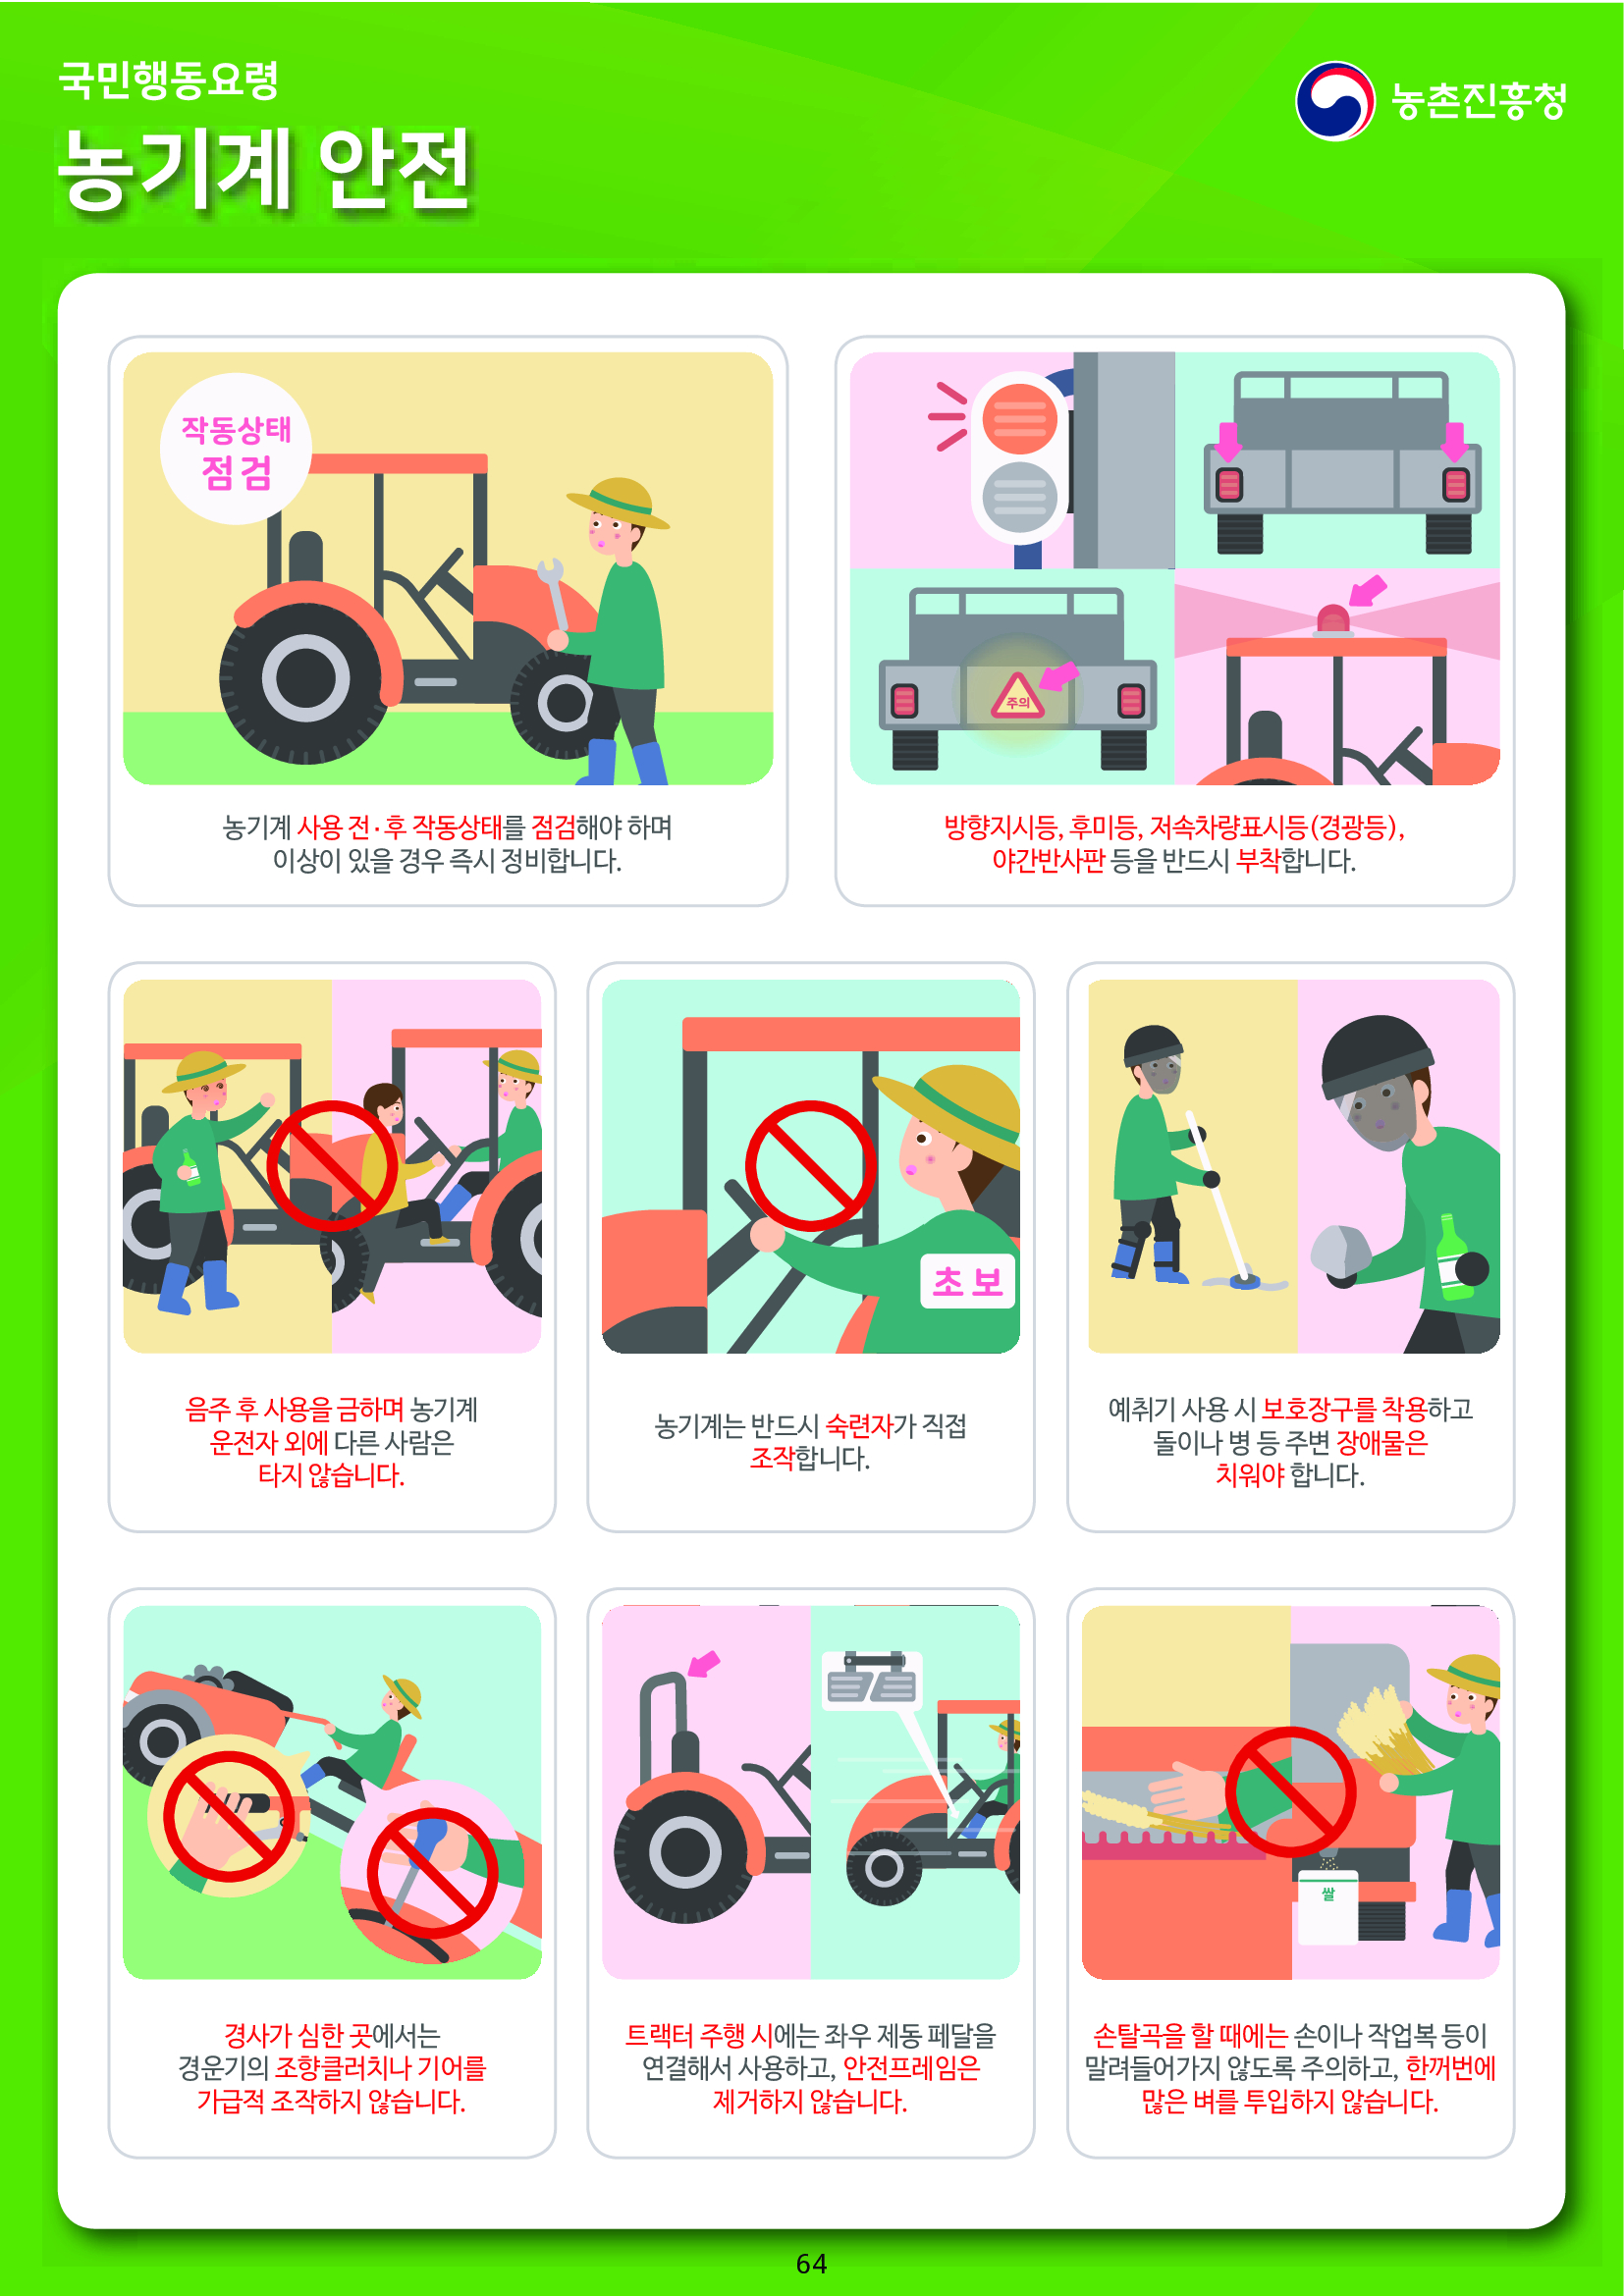 국민행동요령
농기계 안전
농촌진흥청
작동상태
점검
농기계 사용 전·후 작동상태를 점검해야 하며
이상이 있을 경우 즉시 정비합니다.
주의
방향지시등, 후미등, 저속차량표시등(경광등),
야간반사판 등을 반드시 부착합니다.
음주 후 사용을 금하며 농기계
운전자 외에 다른 사람은
타지 않습니다.
초보
농기계는 반드시 숙련자가 직접
조작합니다.
예취기 사용 시 보호장구를 착용하고
돌이나 병 등 주변 장애물은
치워야 합니다.
경사가 심한 곳에서는
경운기의 조향클러치나 기어를
가급적 조작하지 않습니다.
트랙터 주행 시에는 좌우 제동 페달을
연결해서 사용하고, 안전프레임은
제거하지 않습니다.
쌀
손탈곡을 할 때에는 손이나 작업복 등이
말려들어가지 않도록 주의하고, 한꺼번에
많은 벼를 투입하지 않습니다.
64